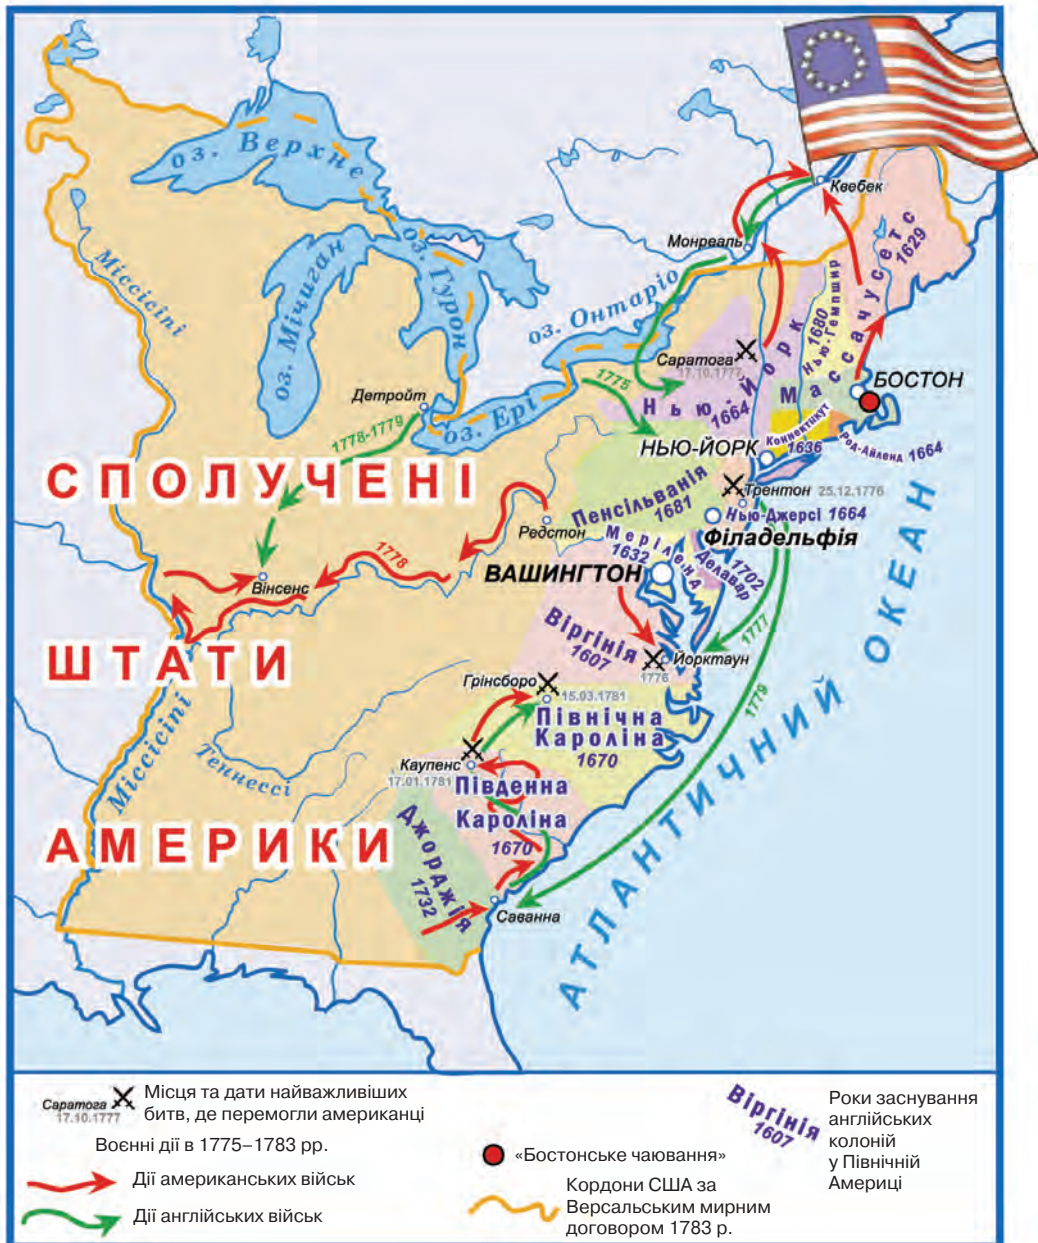 оз. Верхне
Квебек
Монреаль
Массачусетс
1629
Міссісіпі
оз. Мічиган
оз. Гурон
оз. Онтаріо
Нью-Гемпшир
1680
Саратога
17.10.1777
Нью-Йорк
1664
БОСТОН
Детройт
1775
оз. Ері
1778-1779
НЬЮ-ЙОРК
Коннектикут
1636
Род-Айленд 1664
СПОЛУЧЕНІ
Трентон 25.12.1776
Пенсільванія
1681
Нью-Джерсі 1664
Редстон
Філадельфія
Меріленд
1632
Делавар
1702
1778
ВАШИНГТОН
Вінсенс
Віргінія
1607
1777
ШТАТИ
Йорктаун
1776
Грінсборо
15.03.1781
1779
Північна
Кароліна
1670
Міссісіпі
Теннессі
Каупенс
17.01.1781
Південна
Кароліна
1670
АМЕРИКИ
Джорджія
1732
Саванна
АТЛАНТИЧНИЙ ОКЕАН
Саратога
17.10.1777
Місця та дати найважливіших
битв, де перемогли американці
Воєнні дії в 1775–1783 рр.
Дії американських військ
Дії англійських військ
«Бостонське чаювання»
Кордони США за
Версальським мирним
договором 1783 р.
Віргінія
1607
Роки заснування
англійських
колоній
у Північній
Америці